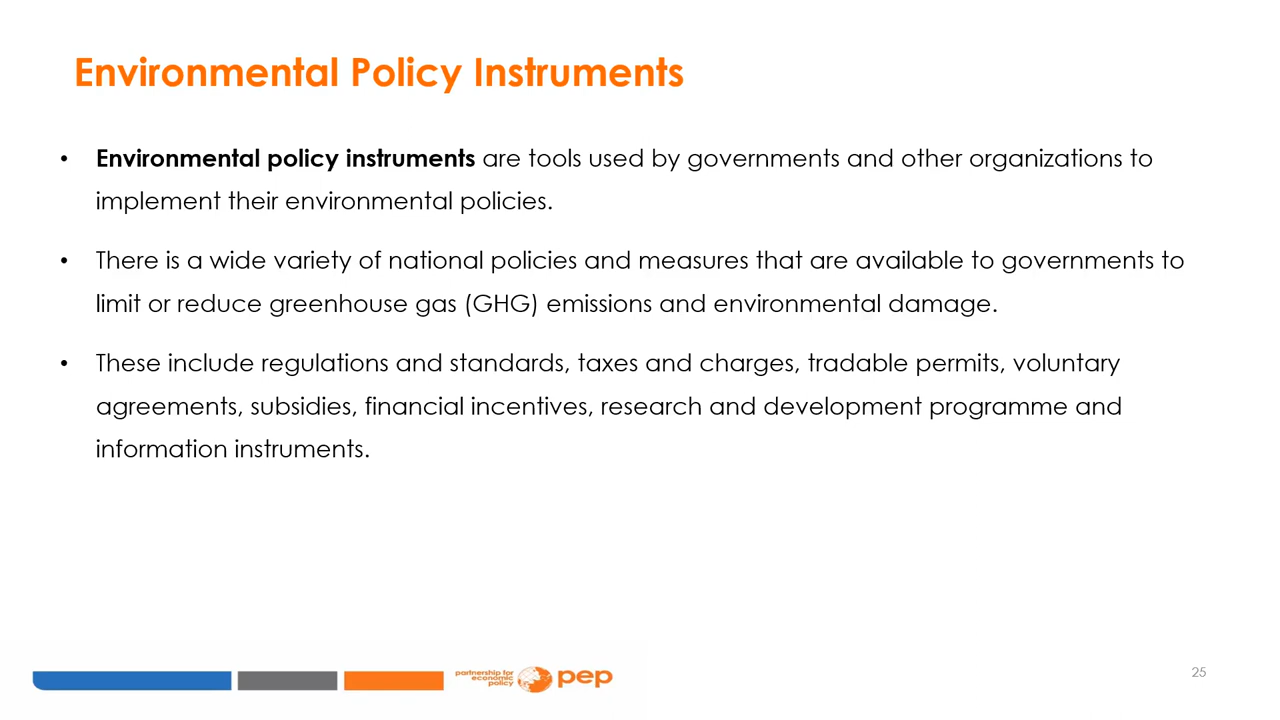 Environmental Policy Instruments
• Environmental policy instruments are tools used by governments and other organizations to
implement their environmental policies.
• There is a wide variety of national policies and measures that are available to governments to
limit or reduce greenhouse gas (GHG) emissions and environmental damage.
• These include regulations and standards, taxes and charges, tradable permits, voluntary
agreements, subsidies, financial incentives, research and development programme and
information instruments.
partnership for
economic
policy
pep
25